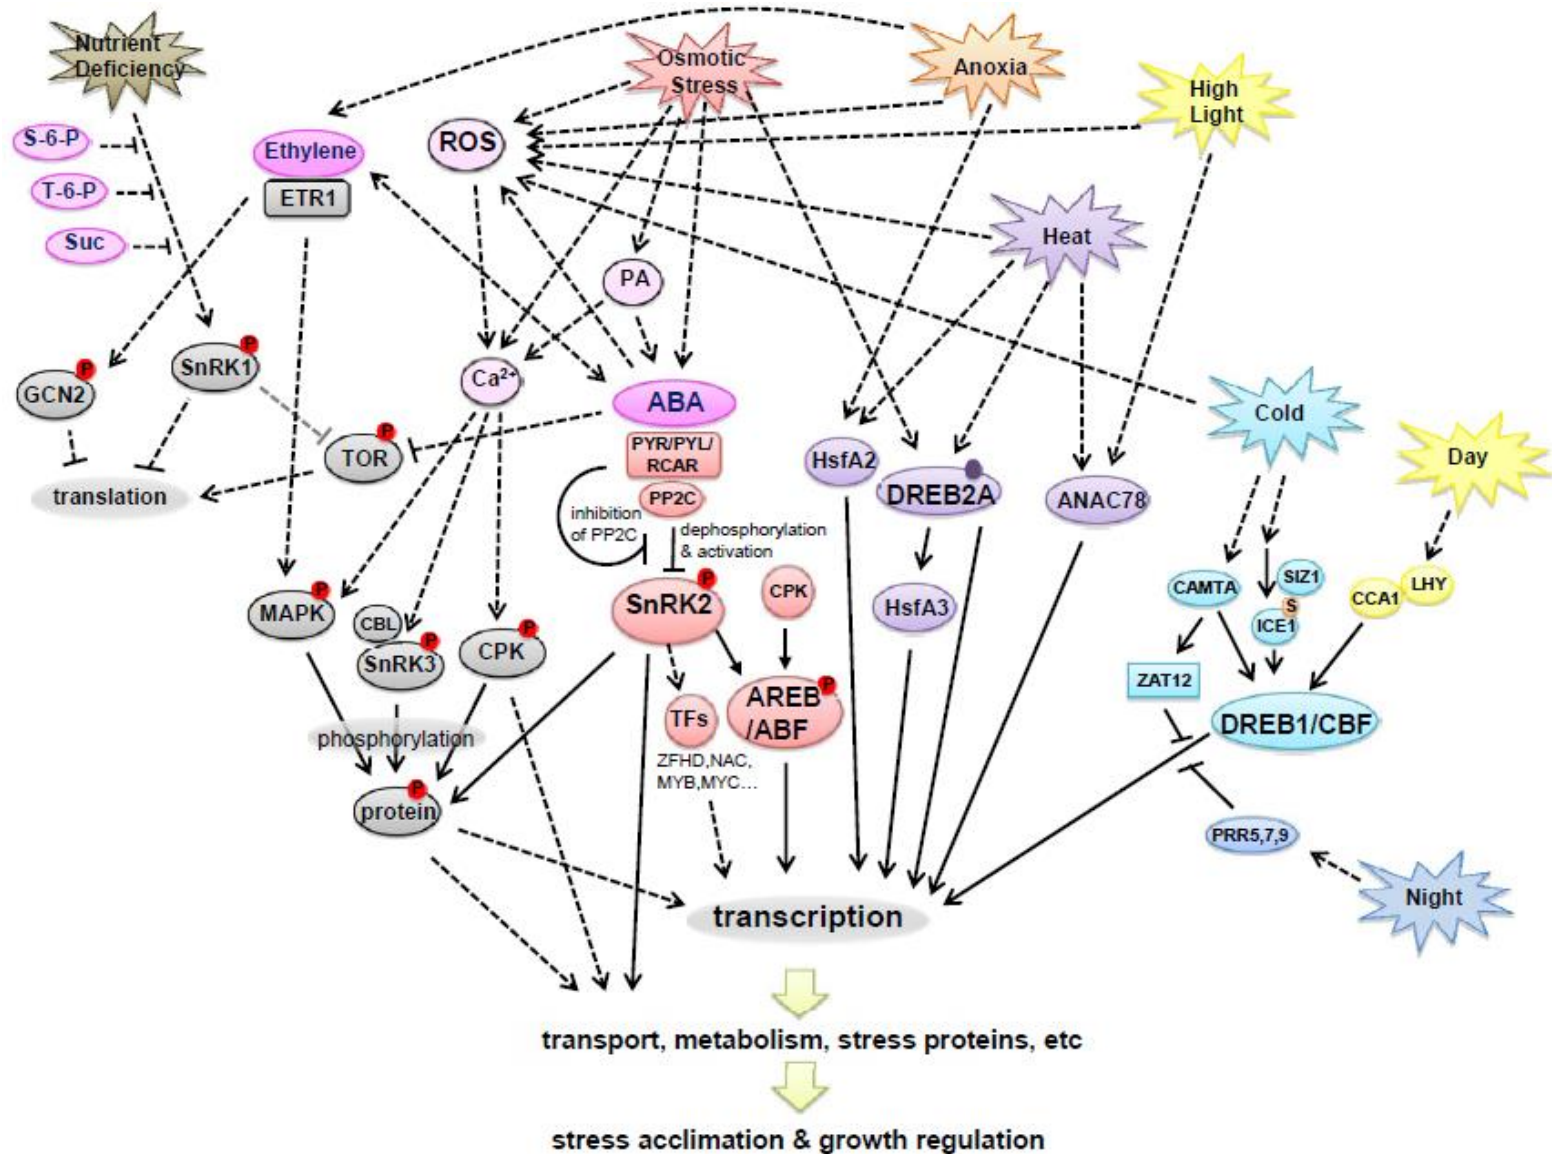 Nutrient
Deficiency
Osmotic
Stress
Anoxia
High
Light
S-6-P
T-6-P
Suc
Ethylene
ETR1
ROS
Heat
PA
GCN2
P
SnRK1
P
Ca²⁺
ABA
PYR/PYL/
RCAR
PP2C
TOR
P
translation
inhibition
of PP2C
dephosphorylation
& activation
HsfA2
DREB2A
ANAC78
Cold
Day
MAPK
P
CBL
SnRK3
P
CPK
P
SnRK2
P
CPK
HsfA3
CAMTA
SIZ1
S
ICE1
CCA1
LHY
ZAT12
DREB1/CBF
TFs
AREB
/ABF
P
ZFHD,NAC,
MYB,MYC...
phosphorylation
protein
P
PRR5,7,9
Night
transcription
transport, metabolism, stress proteins, etc
stress acclimation & growth regulation